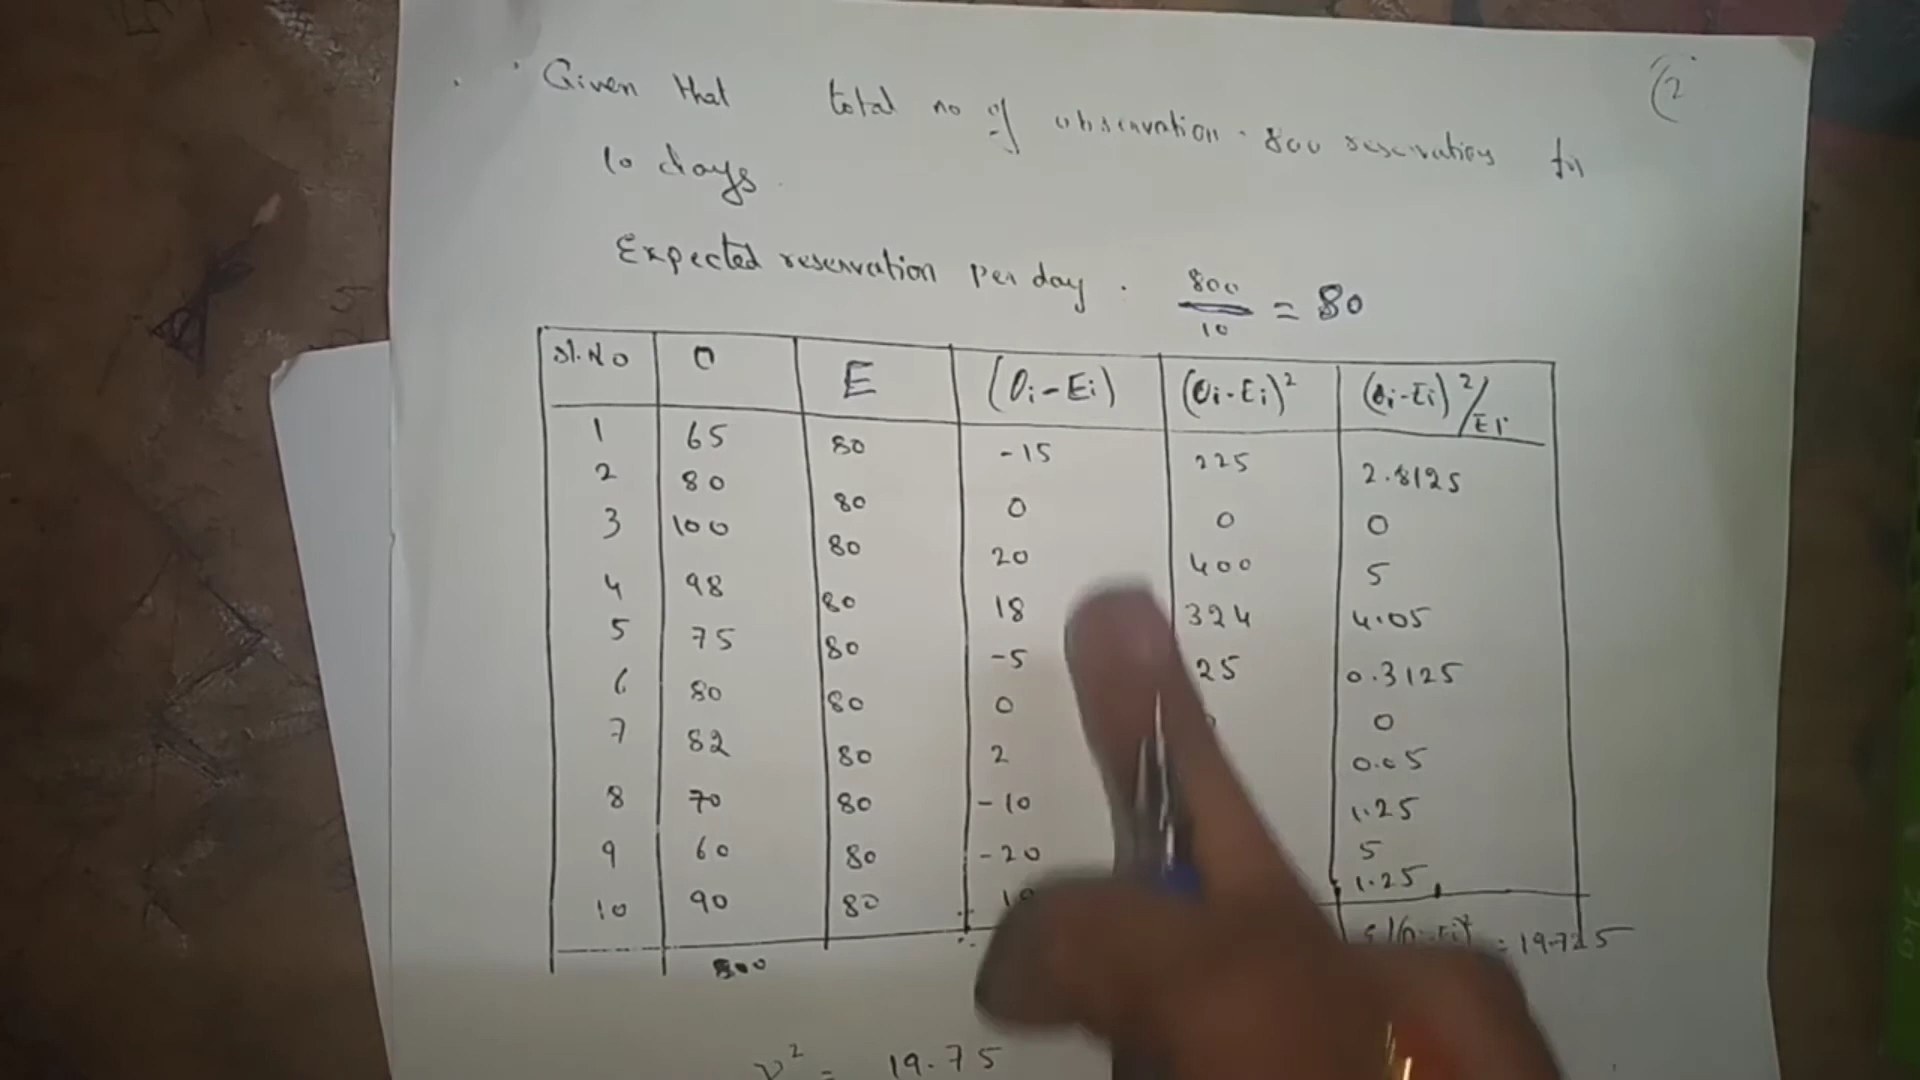 (2
Given that total no of observation - 800 reservations for
10 days.
Expected reservation per day . 800/10 = 80
Sl.No O E (Oi-Ei) (Oi-Ei)² (Oi-Ei)²/Ei
1 65 80 -15 225 2.8125
2 80 80 0 0 0
3 100 80 20 400 5
4 98 80 18 324 4.05
5 75 80 -5 25 0.3125
6 80 80 0 0
7 82 80 2 0.05
8 70 80 -10 1.25
9 60 80 -20 5
10 90 80 10 1.25
800 = 19.725
= 19.75